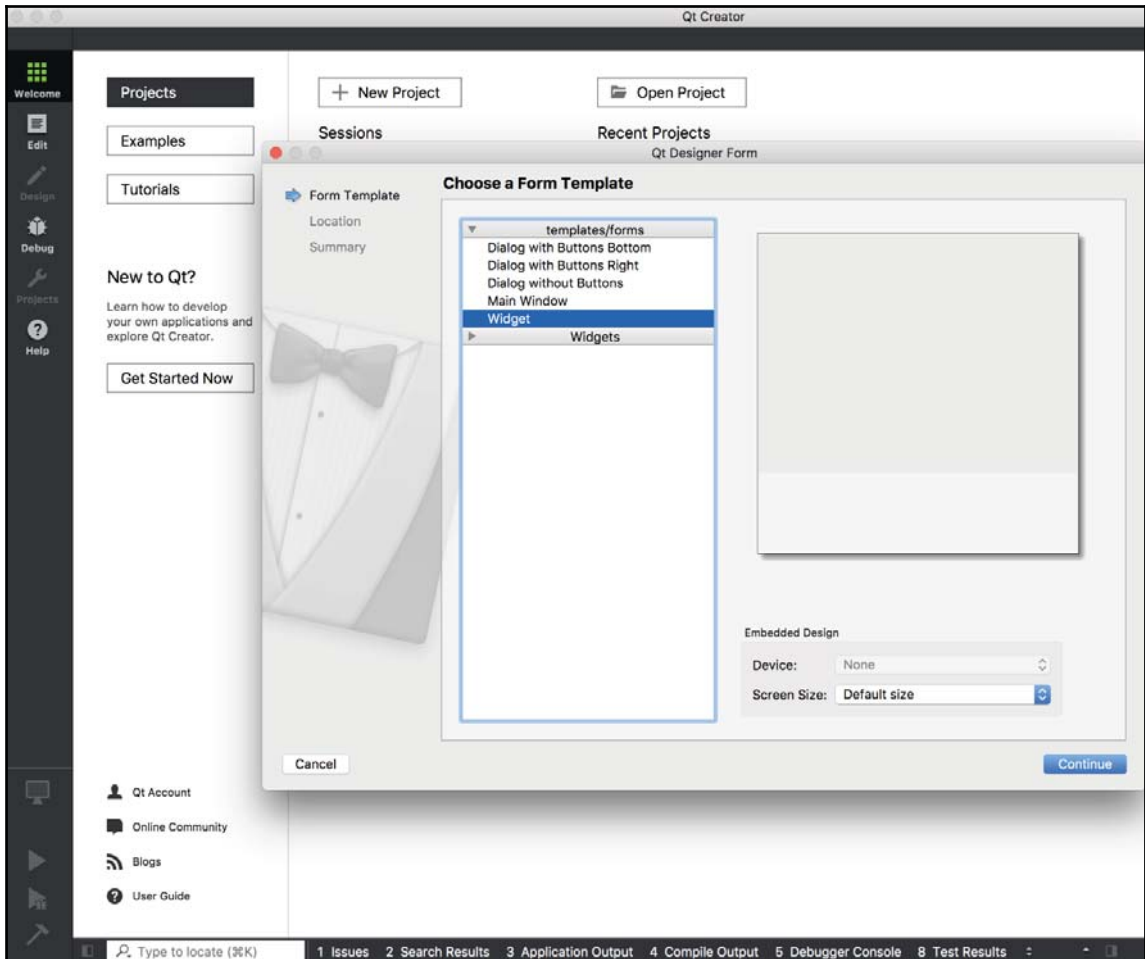 Qt Creator
Welcome
Edit
Design
Debug
Projects
Help
Projects
Examples
Tutorials
New to Qt?
Learn how to develop
your own applications and
explore Qt Creator.
Get Started Now
Qt Account
Online Community
Blogs
User Guide
New Project
Open Project
Sessions
Recent Projects
Qt Designer Form
Form Template
Location
Summary
Choose a Form Template
templates/forms
Dialog with Buttons Bottom
Dialog with Buttons Right
Dialog without Buttons
Main Window
Widget
Widgets
Embedded Design
Device: None
Screen Size: Default size
Cancel
Continue
Type to locate (⌘K)
1 Issues 2 Search Results 3 Application Output 4 Compile Output 5 Debugger Console 8 Test Results